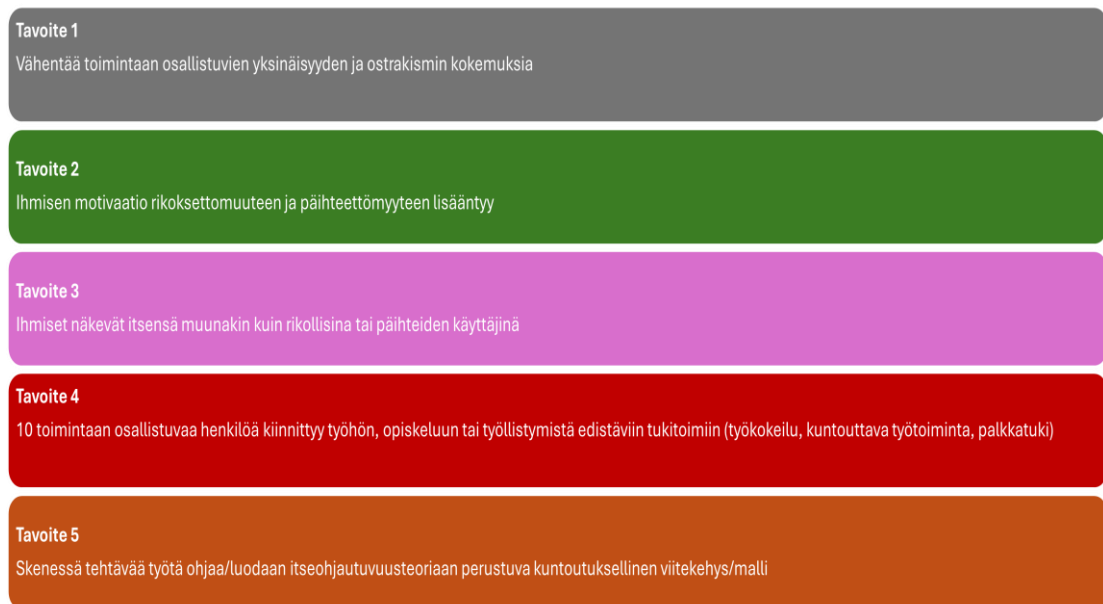 Tavoite 1
Vähentää toimintaan osallistuvien yksinäisyyden ja ostrakismin kokemuksia
Tavoite 2
Ihmisen motivaatio rikoksettomuuteen ja päihteettömyyteen lisääntyy
Tavoite 3
Ihmiset näkevät itsensä muunakin kuin rikollisina tai päihteiden käyttäjinä
Tavoite 4
10 toimintaan osallistuvaa henkilöä kiinnittyy työhön, opiskeluun tai työllistymistä edistäviin tukitoimiin (työkokeilu, kuntouttava työtoiminta, palkkatuki)
Tavoite 5
Skenessä tehtävää työtä ohjaa/luodaan itseohjautuvuusteoriaan perustuva kuntoutuksellinen viitekehys/malli